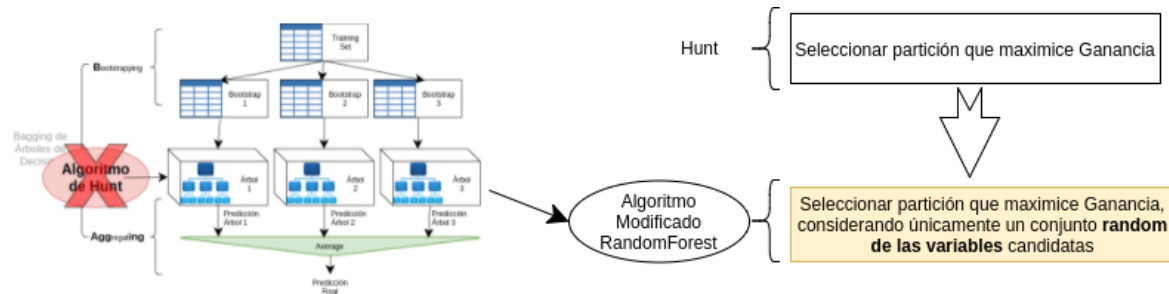 Training
Set
Bootstrapping
Bootstrap
1
Bootstrap
2
Bootstrap
3
Bagging de
Árboles de
Decisión
Algoritmo
de Hunt
Árbol
1
Árbol
2
Árbol
3
Predicción
Árbol 1
Predicción
Árbol 2
Predicción
Árbol 3
Aggregating
Average
Predicción
Final
Algoritmo
Modificado
RandomForest
Hunt
Seleccionar partición que maximice Ganancia
Seleccionar partición que maximice Ganancia,
considerando únicamente un conjunto random
de las variables candidatas